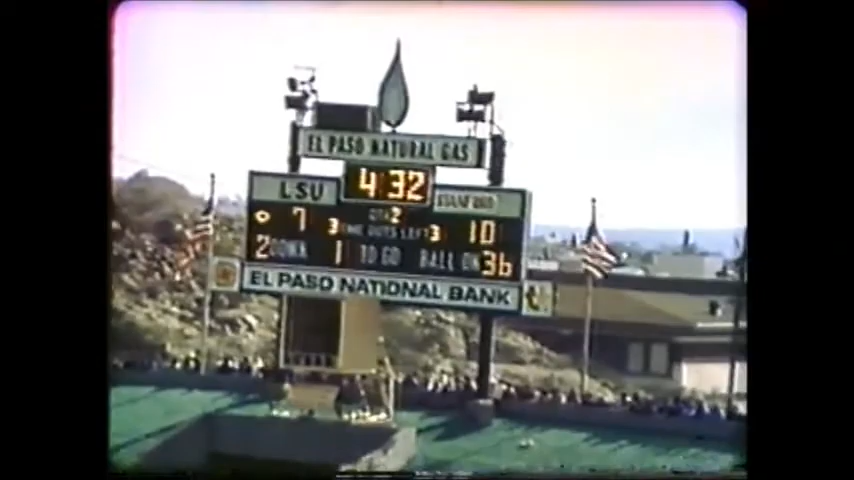 EL PASO NATURAL GAS
LSU 4:32 STANFORD
7 QTR 2 10
3 TIME OUTS LEFT 3
2 DOWN 1 TO GO BALL ON 36
EL PASO NATIONAL BANK